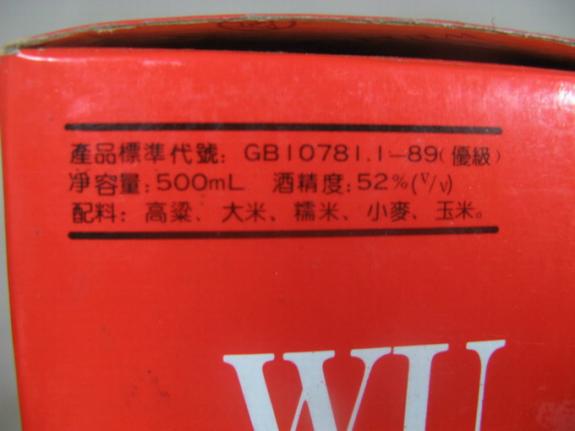 產品標準代號: GB10781.1—89(優級)
净容量:500mL 酒精度:52%(V/V)
配料: 高粱、大米、糯米、小麥、玉米。
WU